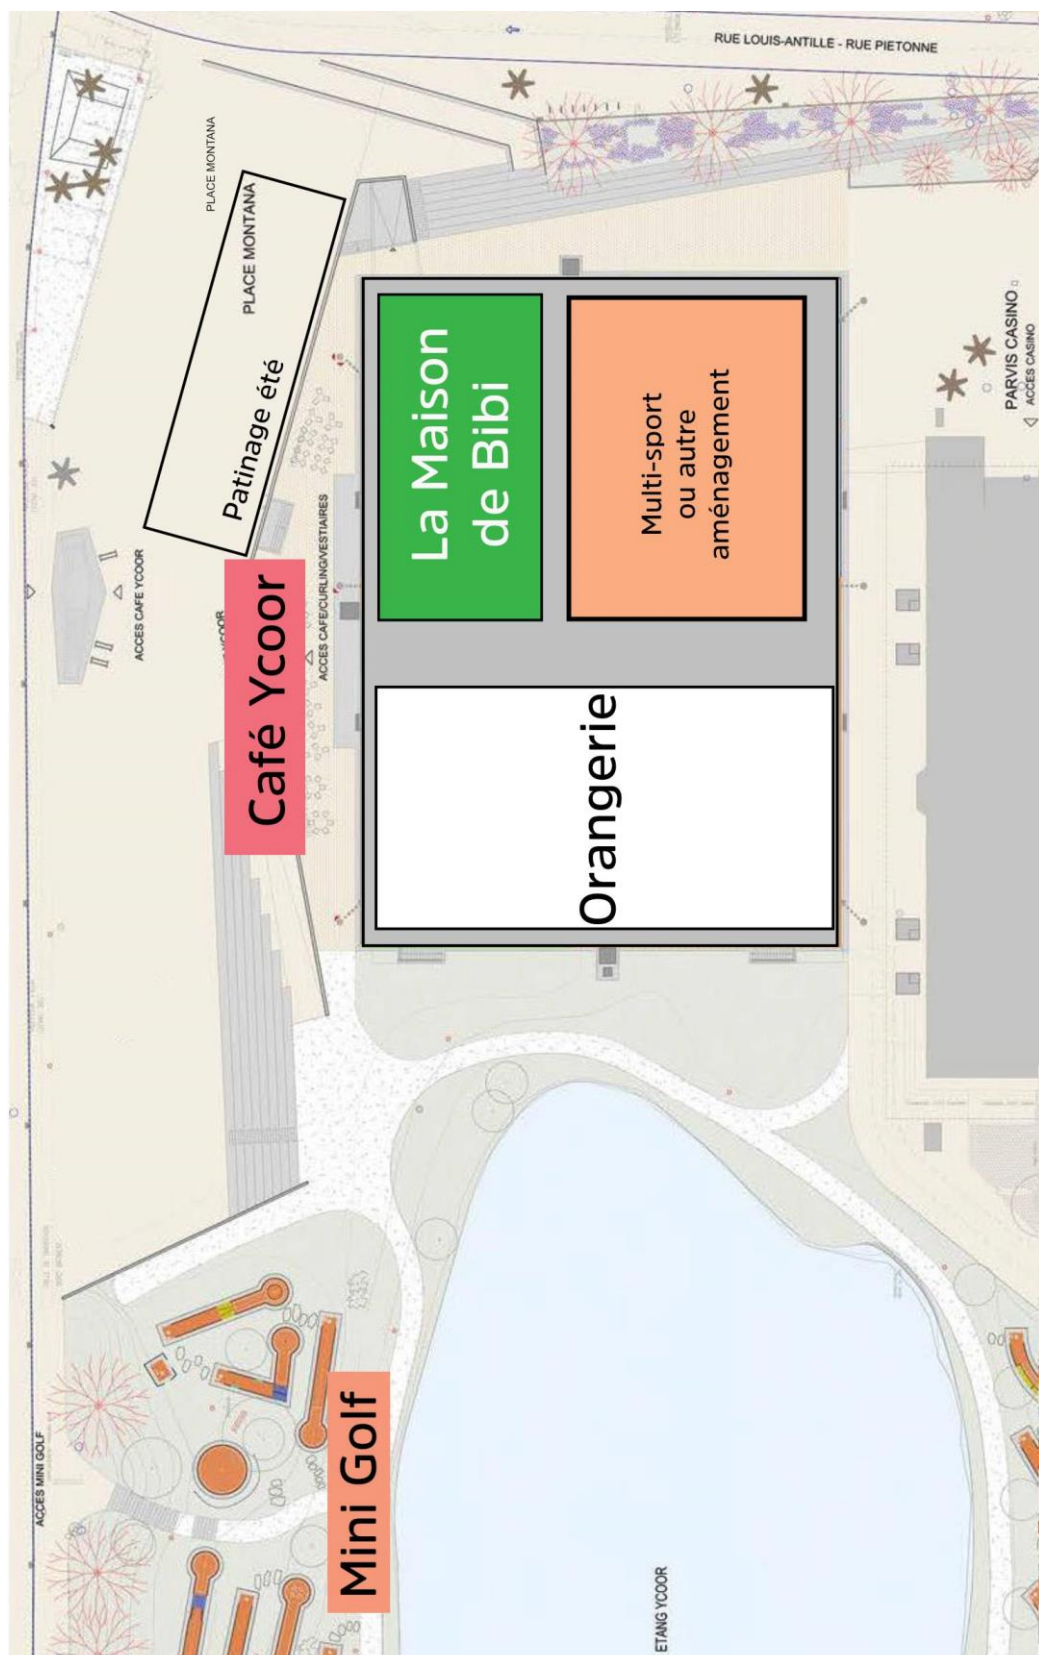 RUE LOUIS-ANTILLE - RUE PIETONNE
PLACE MONTANA
PLACE MONTANA
Patinage été
La Maison
de Bibi
Multi-sport
ou autre
aménagement
PARVIS CASINO
ACCES CASINO
ACCES CAFE YCOOR
YCOOR
Café Ycoor
ACCES CAFE/CURLING/VESTIAIRES
Orangerie
ACCES MINI GOLF
Mini Golf
ETANG YCOOR